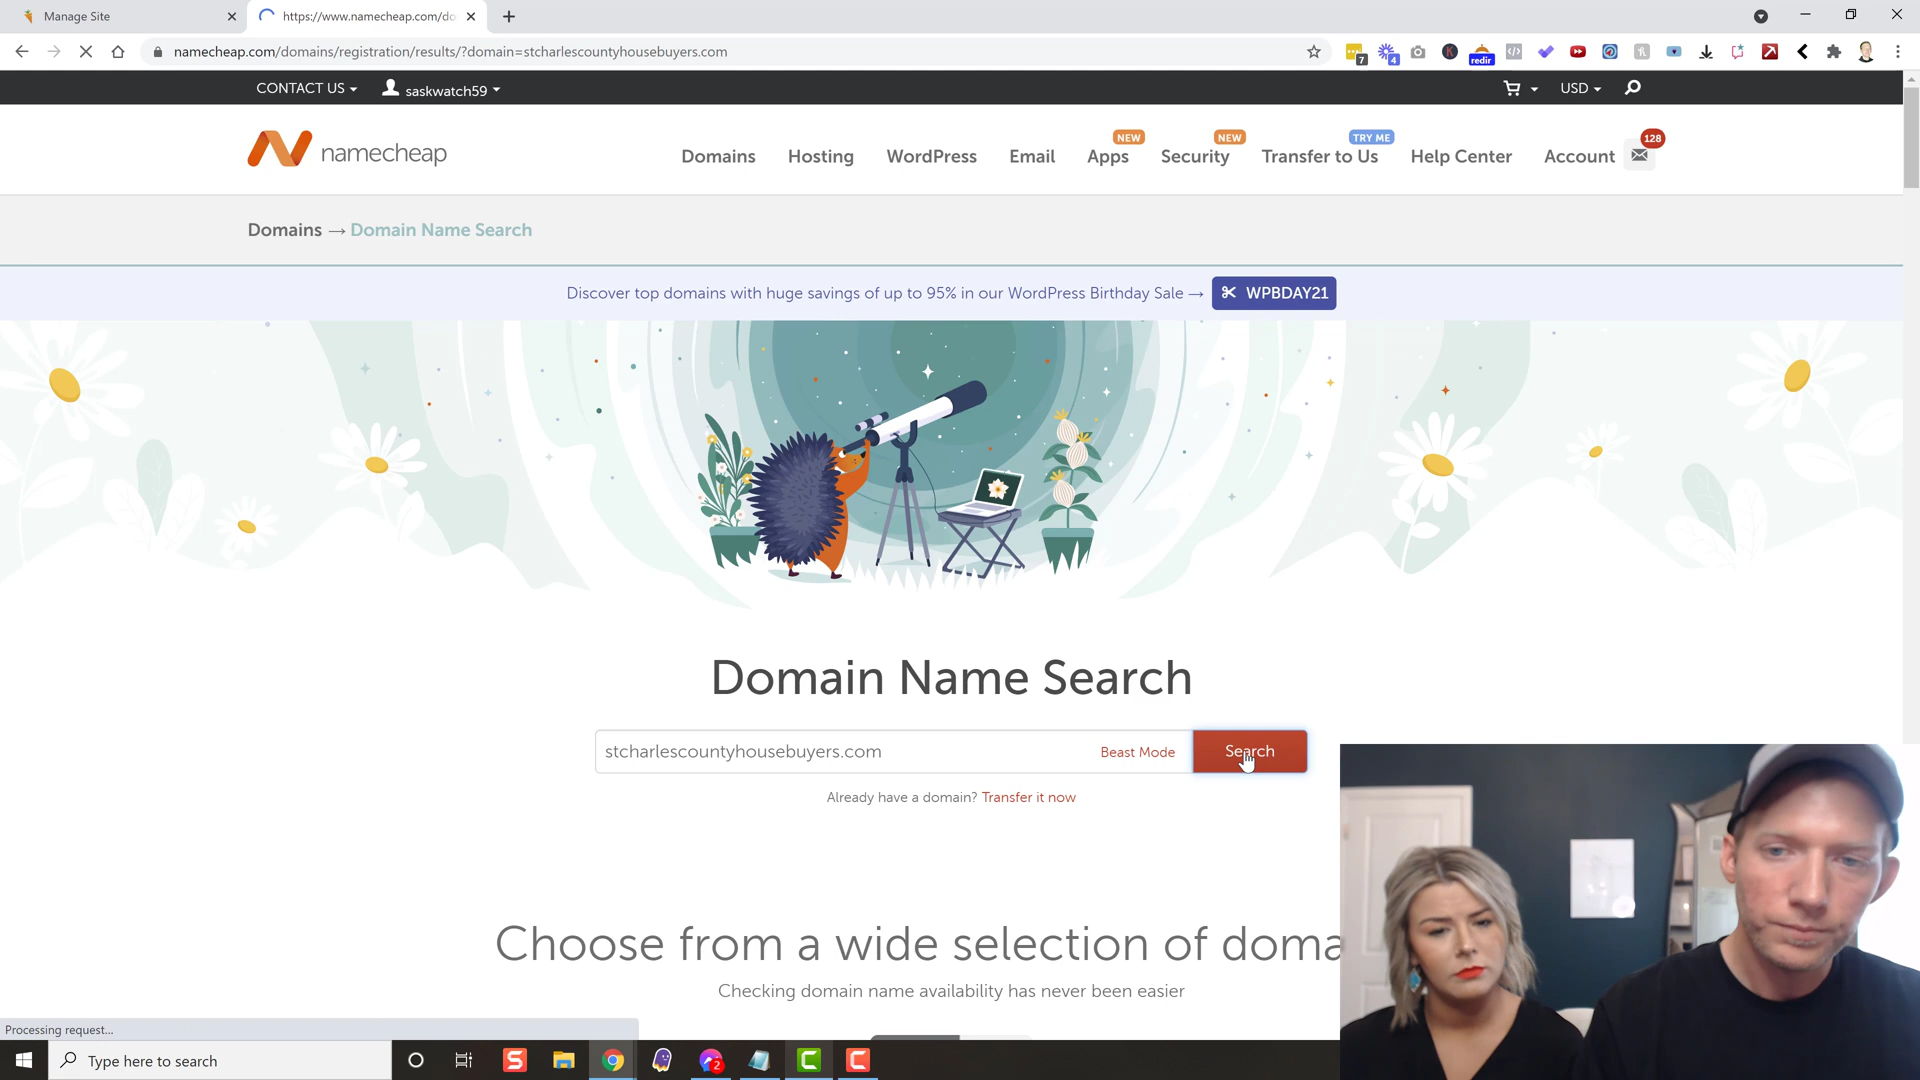 Manage Site
https://www.namecheap.com/do
namecheap.com/domains/registration/results/?domain=stcharlescountyhousebuyers.com
7
4
redir
CONTACT US
saskwatch59
USD
namecheap
Domains
Hosting
WordPress
Email
NEW
Apps
NEW
Security
TRY ME
Transfer to Us
Help Center
Account
128
Domains → Domain Name Search
Discover top domains with huge savings of up to 95% in our WordPress Birthday Sale →
WPBDAY21
Domain Name Search
stcharlescountyhousebuyers.com
Beast Mode
Search
Already have a domain? Transfer it now
Choose from a wide selection of doma
Checking domain name availability has never been easier
Processing request...
Type here to search
2